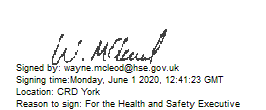 W. McLeod
Signed by: wayne.mcleod@hse.gov.uk
Signing time:Monday, June 1 2020, 12:41:23 GMT
Location: CRD York
Reason to sign: For the Health and Safety Executive